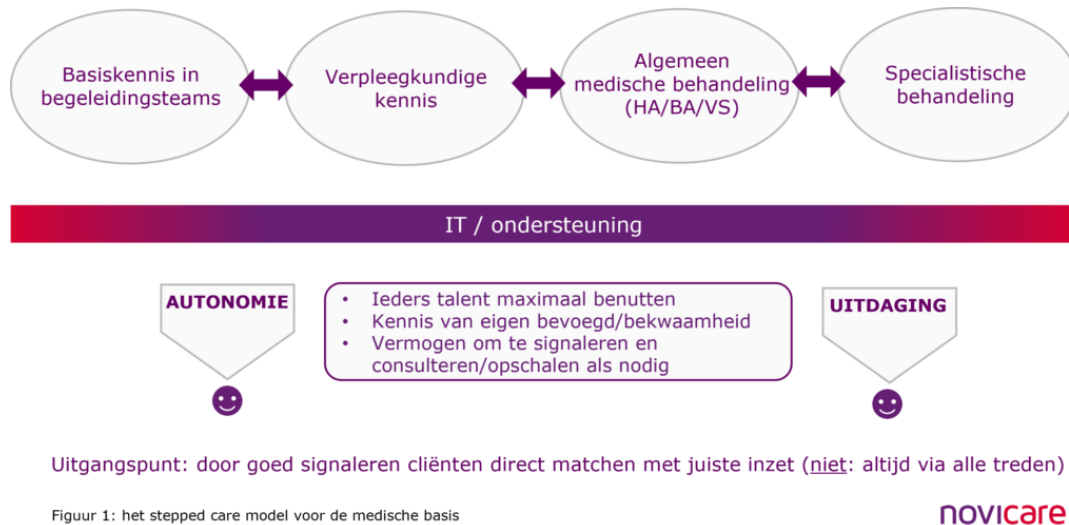 Basiskennis in
begeleidingsteams
Verpleegkundige
kennis
Algemeen
medische behandeling
(HA/BA/VS)
Specialistische
behandeling
IT / ondersteuning
AUTONOMIE
• Ieders talent maximaal benutten
• Kennis van eigen bevoegd/bekwaamheid
• Vermogen om te signaleren en
consulteren/opschalen als nodig
UITDAGING
Uitgangspunt: door goed signaleren cliënten direct matchen met juiste inzet (niet: altijd via alle treden)
Figuur 1: het stepped care model voor de medische basis
novicare